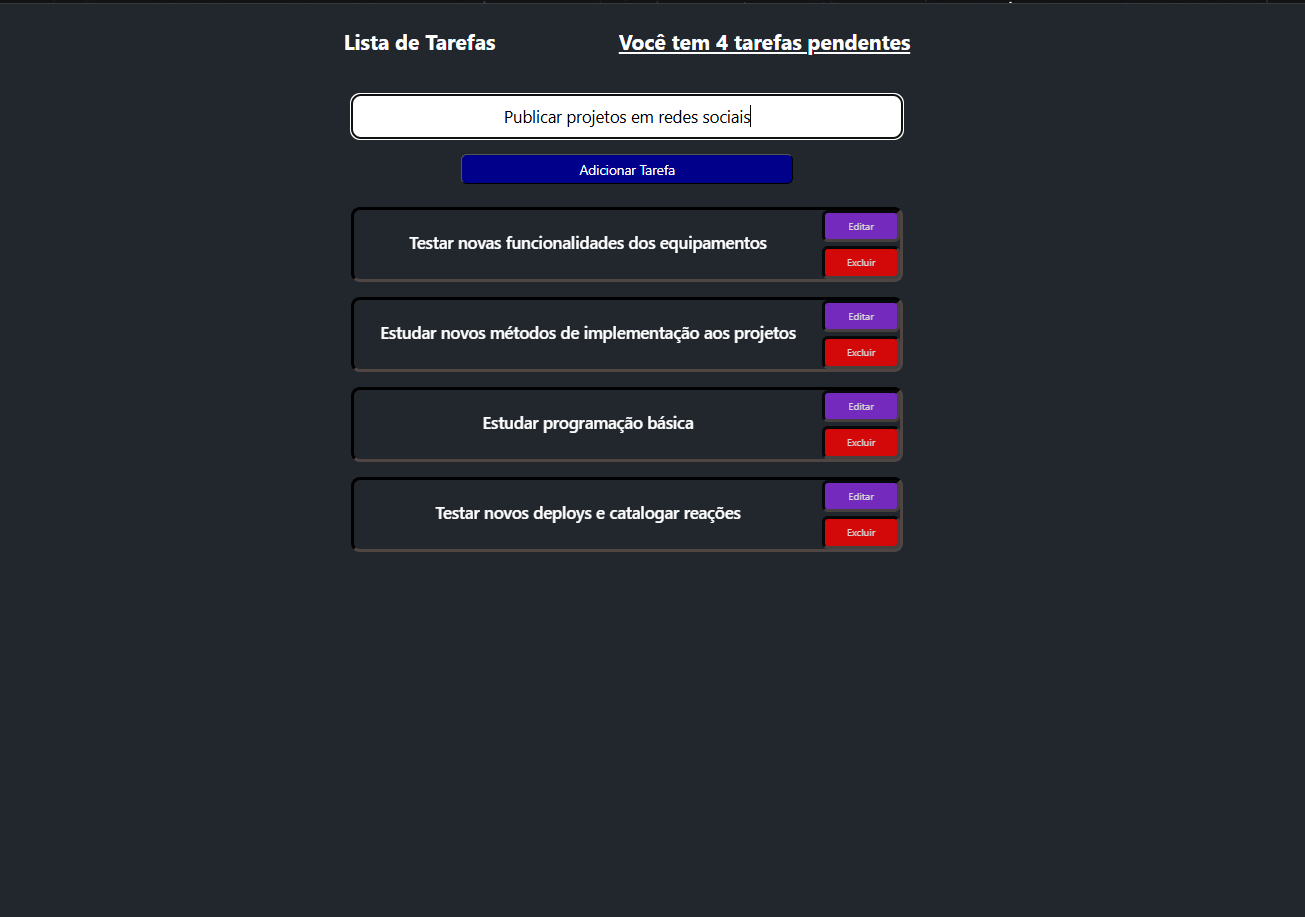 Lista de Tarefas
Você tem 4 tarefas pendentes
Publicar projetos em redes sociais
Adicionar Tarefa
Testar novas funcionalidades dos equipamentos
Editar
Excluir
Estudar novos métodos de implementação aos projetos
Editar
Excluir
Estudar programação básica
Editar
Excluir
Testar novos deploys e catalogar reações
Editar
Excluir